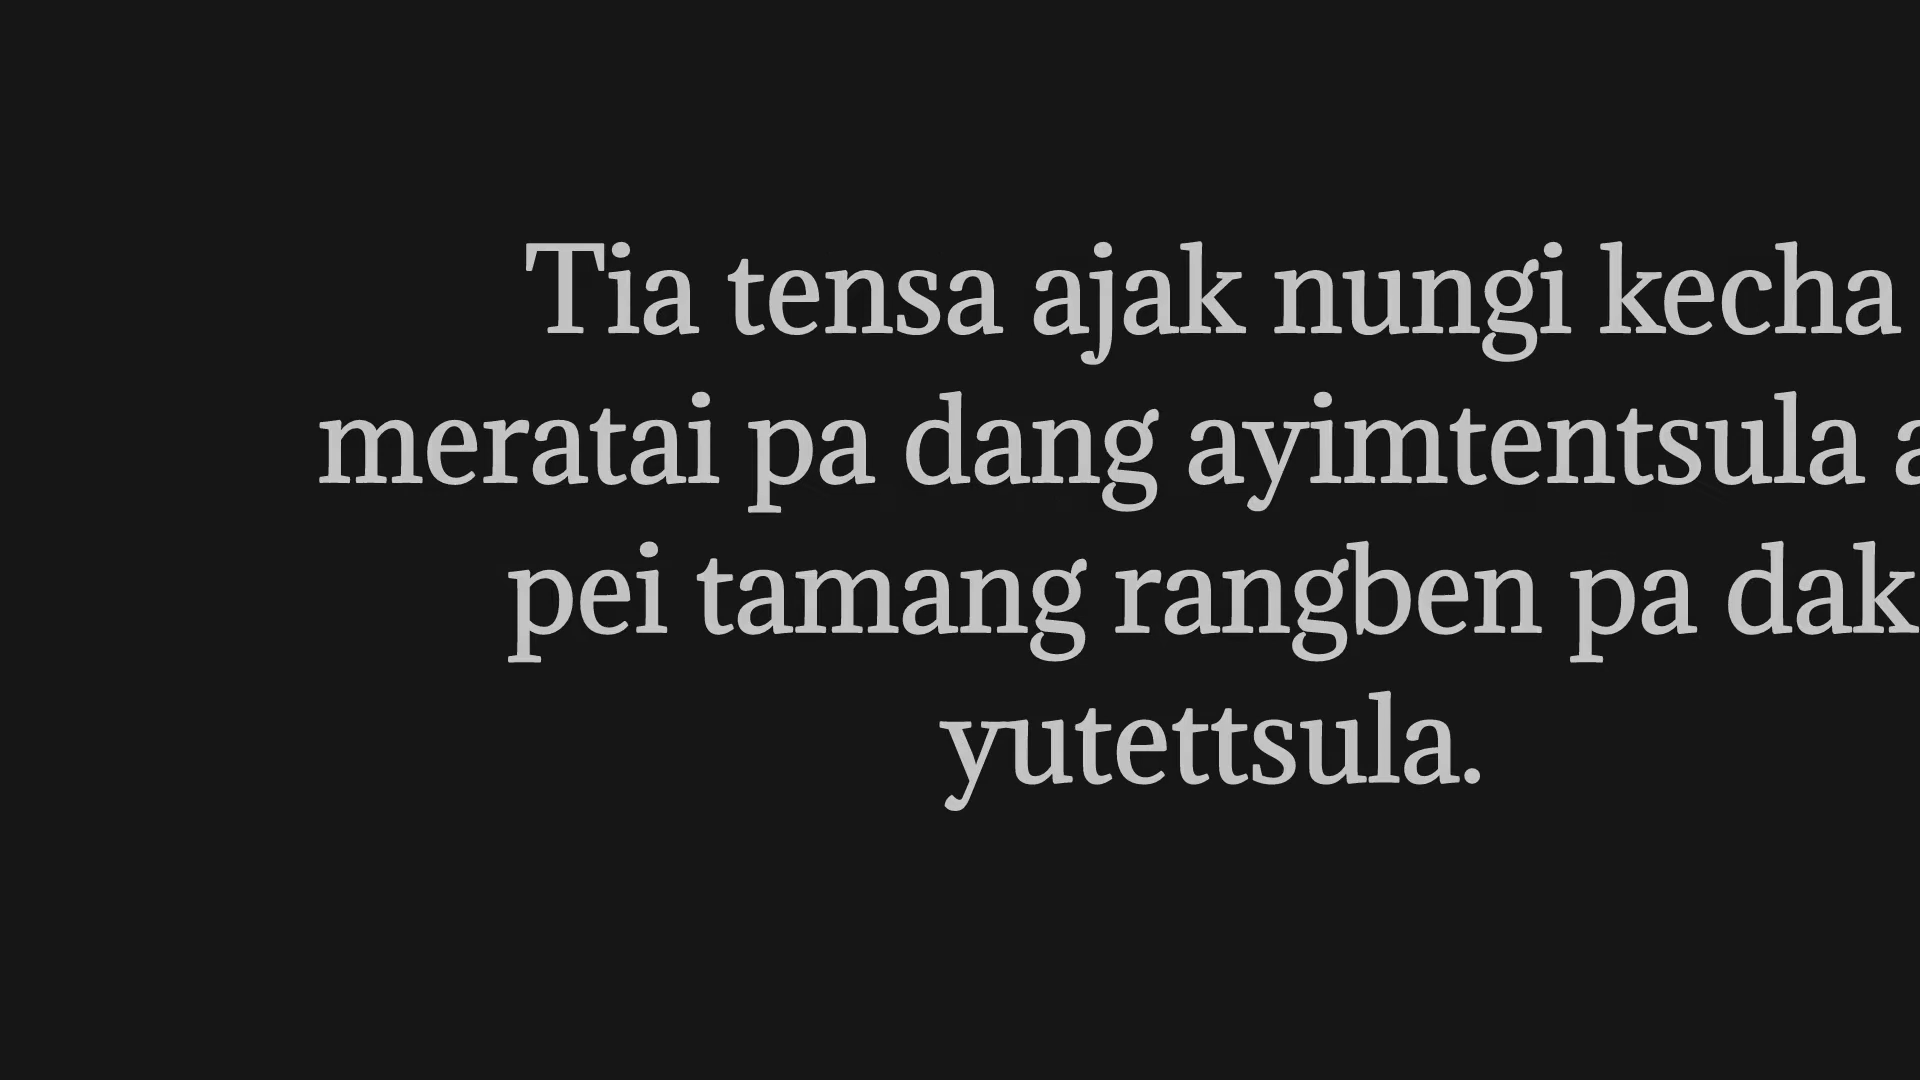 Tia tensa ajak nungi kecha
meratai pa dang ayimtentsula
pei tamang rangben pa dak
yutettsula.